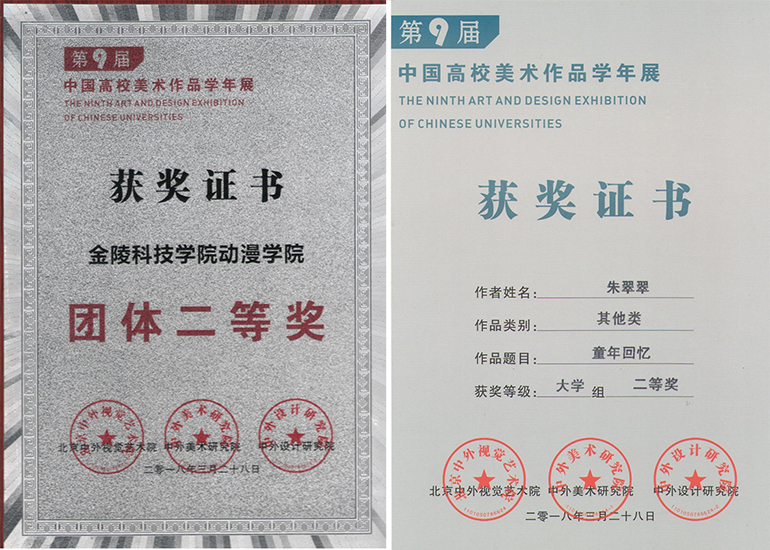 第9届
中国高校美术作品学年展
THE NINTH ART AND DESIGN EXHIBITION
OF CHINESE UNIVERSITIES
获奖证书
金陵科技学院动漫学院
团体二等奖
北京中外视觉艺术院 中外美术研究院 中外设计研究院
二零一八年三月二十八日
第9届
中国高校美术作品学年展
THE NINTH ART AND DESIGN EXHIBITION
OF CHINESE UNIVERSITIES
获奖证书
作者姓名: 朱翠翠
作品类别: 其他类
作品题目: 童年回忆
获奖等级: 大学 组 二等奖
北京中外视觉艺术院 中外美术研究院 中外设计研究院
二零一八年三月二十八日